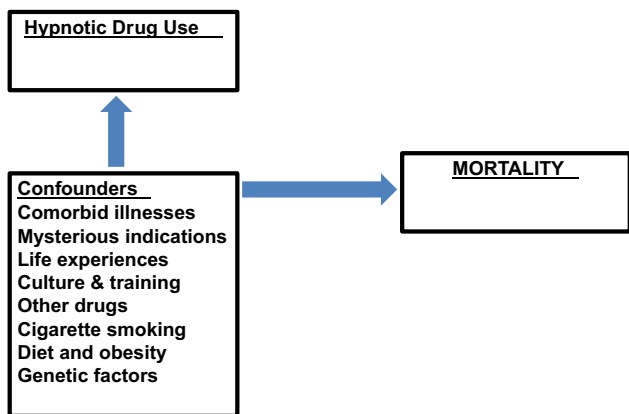 Hypnotic Drug Use
Confounders
Comorbid illnesses
Mysterious indications
Life experiences
Culture & training
Other drugs
Cigarette smoking
Diet and obesity
Genetic factors
MORTALITY